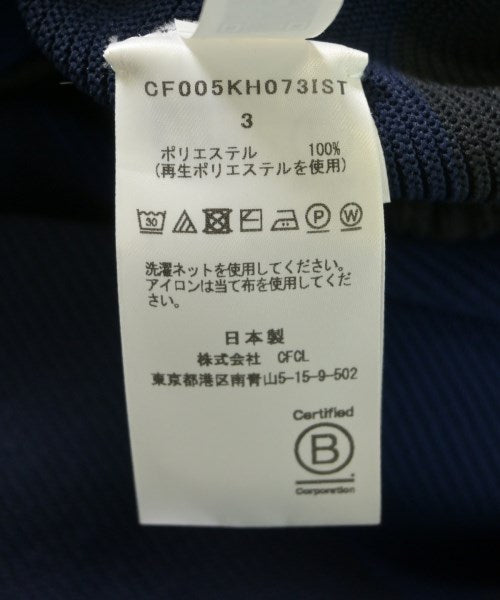 CF005KH073IST
3
ポリエステル 100%
(再生ポリエステルを使用)
30 P W
洗濯ネットを使用してください。
アイロンは当て布を使用してくだ
さい。
日本製
株式会社 CFCL
東京都港区南青山5-15-9-502
Certified
B
Corporation